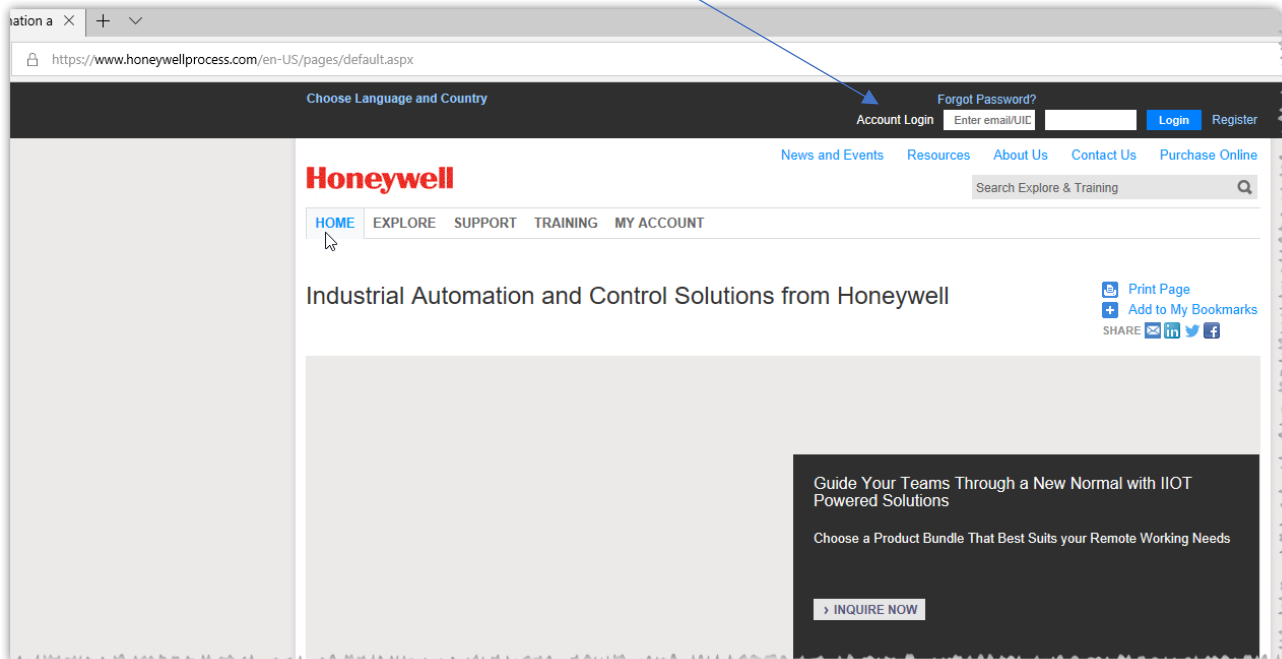 ation a
https://www.honeywellprocess.com/en-US/pages/default.aspx
Choose Language and Country
Forgot Password?
Account Login Enter email/UID Login Register
News and Events Resources About Us Contact Us Purchase Online
Honeywell
Search Explore & Training
HOME EXPLORE SUPPORT TRAINING MY ACCOUNT
Industrial Automation and Control Solutions from Honeywell
Print Page
Add to My Bookmarks
SHARE
Guide Your Teams Through a New Normal with IIOT
Powered Solutions
Choose a Product Bundle That Best Suits your Remote Working Needs
› INQUIRE NOW